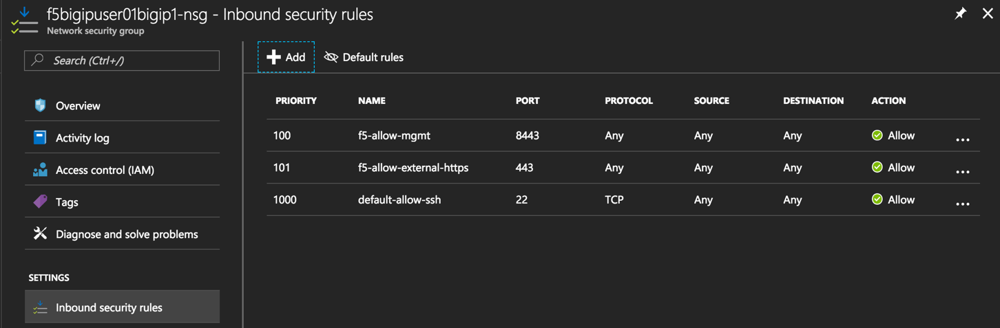 f5bigipuser01bigip1-nsg - Inbound security rules
Network security group
Search (Ctrl+/)
Overview
Activity log
Access control (IAM)
Tags
Diagnose and solve problems
SETTINGS
Inbound security rules
Add Default rules
PRIORITY NAME PORT PROTOCOL SOURCE DESTINATION ACTION
100 f5-allow-mgmt 8443 Any Any Any Allow ...
101 f5-allow-external-https 443 Any Any Any Allow ...
1000 default-allow-ssh 22 TCP Any Any Allow ...